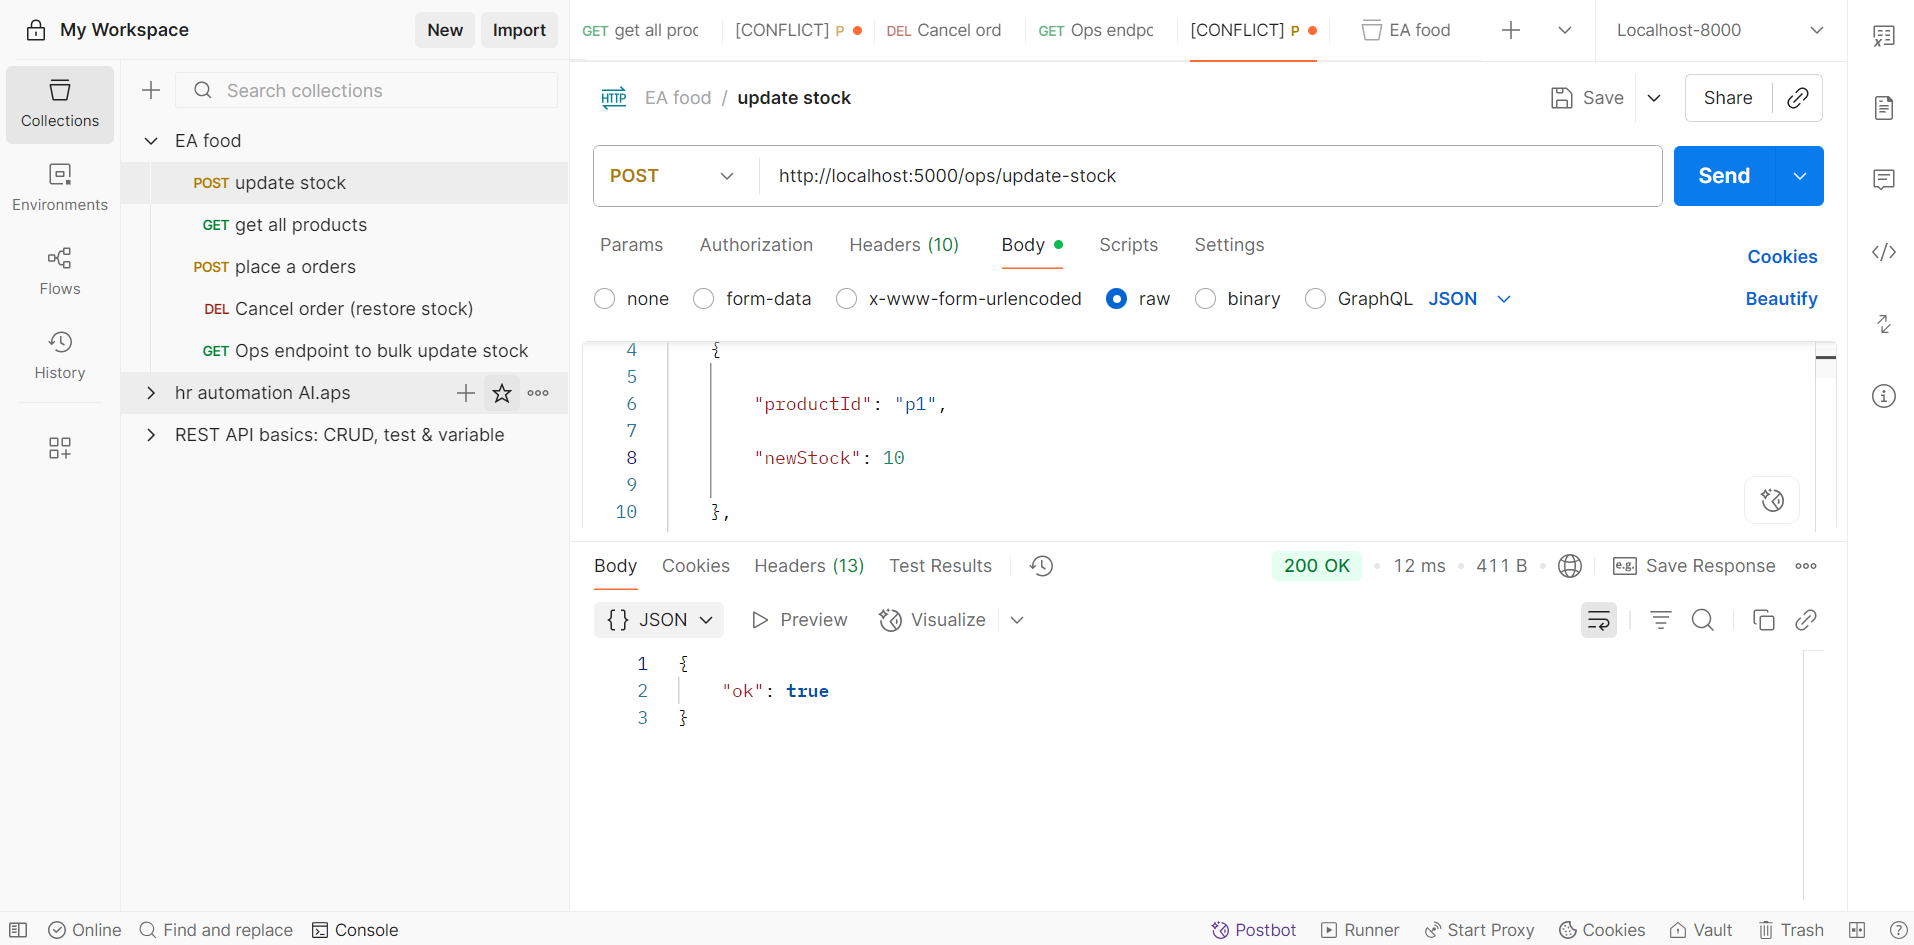 My Workspace
New
Import
GET get all proc
[CONFLICT] P
DEL Cancel ord
GET Ops endpc
[CONFLICT] P
EA food
Localhost-8000
Collections
Environments
Flows
History
Search collections
EA food
POST update stock
GET get all products
POST place a orders
DEL Cancel order (restore stock)
GET Ops endpoint to bulk update stock
hr automation AI.aps
REST API basics: CRUD, test & variable
HTTP EA food / update stock
Save
Share
POST
http://localhost:5000/ops/update-stock
Send
Params
Authorization
Headers (10)
Body
Scripts
Settings
Cookies
none
form-data
x-www-form-urlencoded
raw
binary
GraphQL
JSON
Beautify
4 {
5
6 "productId": "p1",
7
8 "newStock": 10
9
10 },
Body
Cookies
Headers (13)
Test Results
200 OK
12 ms
411 B
e.g. Save Response
{} JSON
Preview
Visualize
1 {
2 "ok": true
3 }
Online
Find and replace
Console
Postbot
Runner
Start Proxy
Cookies
Vault
Trash